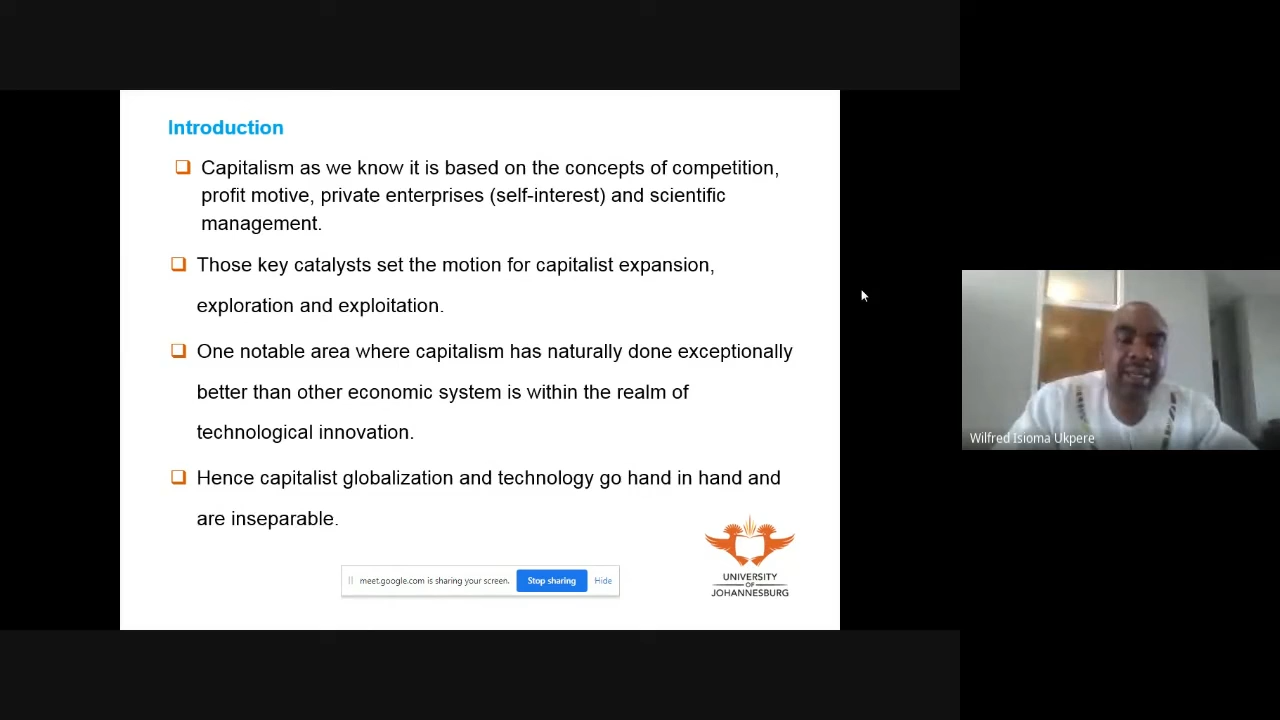 Introduction
Capitalism as we know it is based on the concepts of competition,
profit motive, private enterprises (self-interest) and scientific
management.
Those key catalysts set the motion for capitalist expansion,
exploration and exploitation.
One notable area where capitalism has naturally done exceptionally
better than other economic system is within the realm of
technological innovation.
Hence capitalist globalization and technology go hand in hand and
are inseparable.
meet.google.com is sharing your screen. Stop sharing Hide
UNIVERSITY
OF
JOHANNESBURG
Wilfred Isioma Ukpere